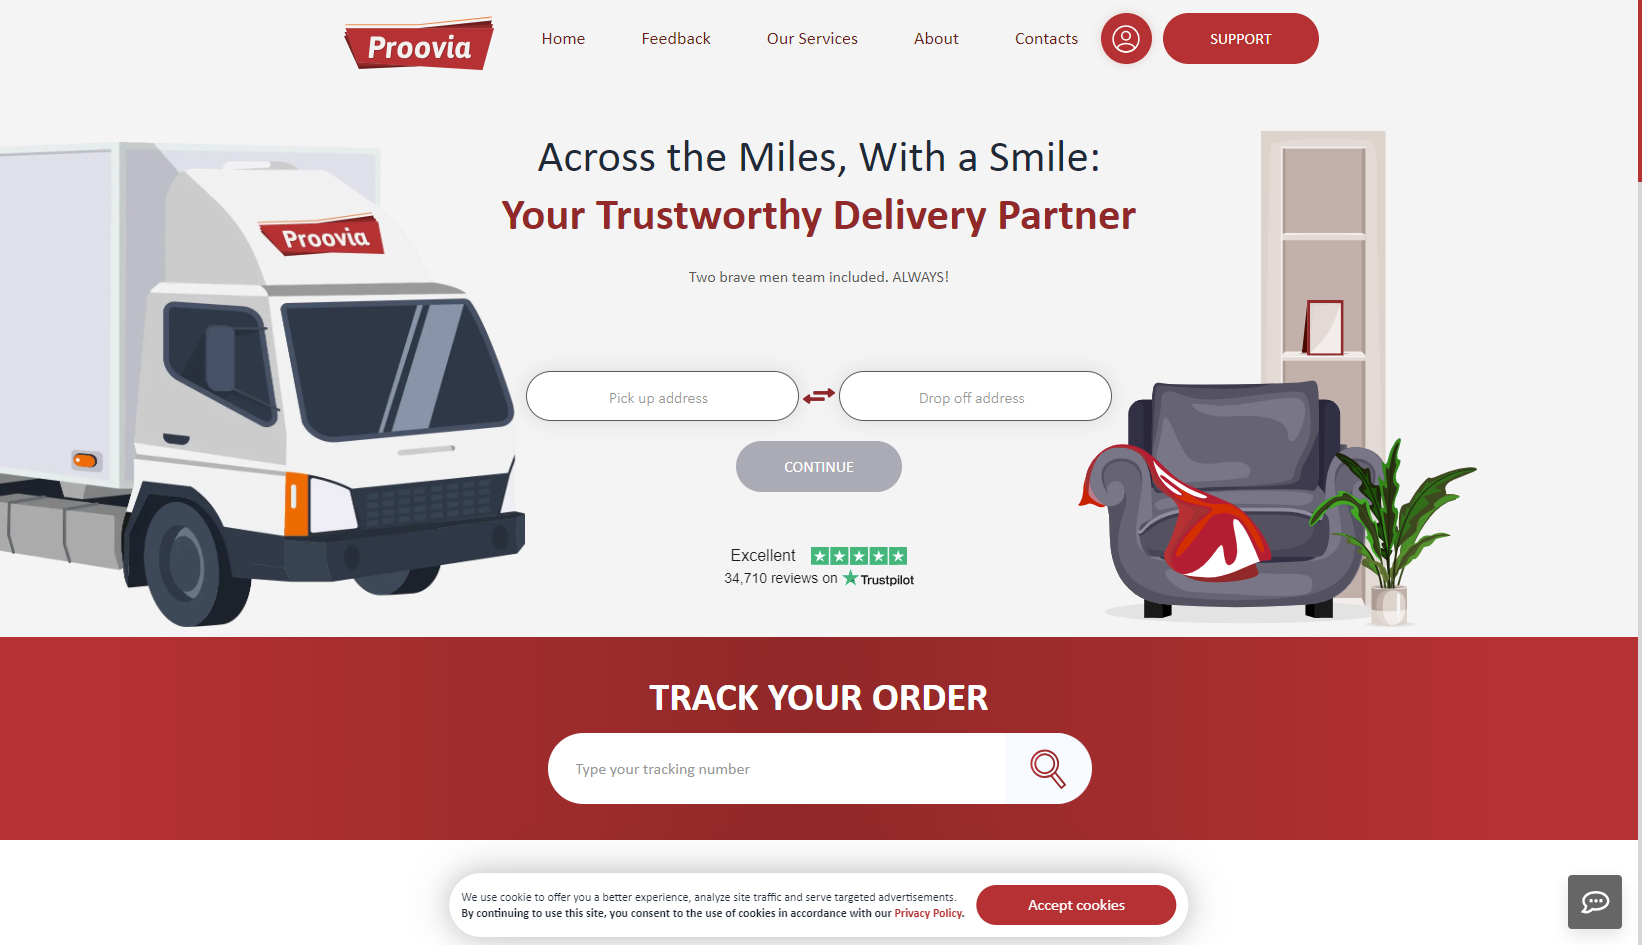 Proovia
Home
Feedback
Our Services
About
Contacts
SUPPORT
Across the Miles, With a Smile:
Your Trustworthy Delivery Partner
Proovia
Two brave men team included. ALWAYS!
Pick up address
Drop off address
CONTINUE
Excellent
34,710 reviews on Trustpilot
TRACK YOUR ORDER
Type your tracking number
We use cookie to offer you a better experience, analyze site traffic and serve targeted advertisements.
By continuing to use this site, you consent to the use of cookies in accordance with our Privacy Policy.
Accept cookies